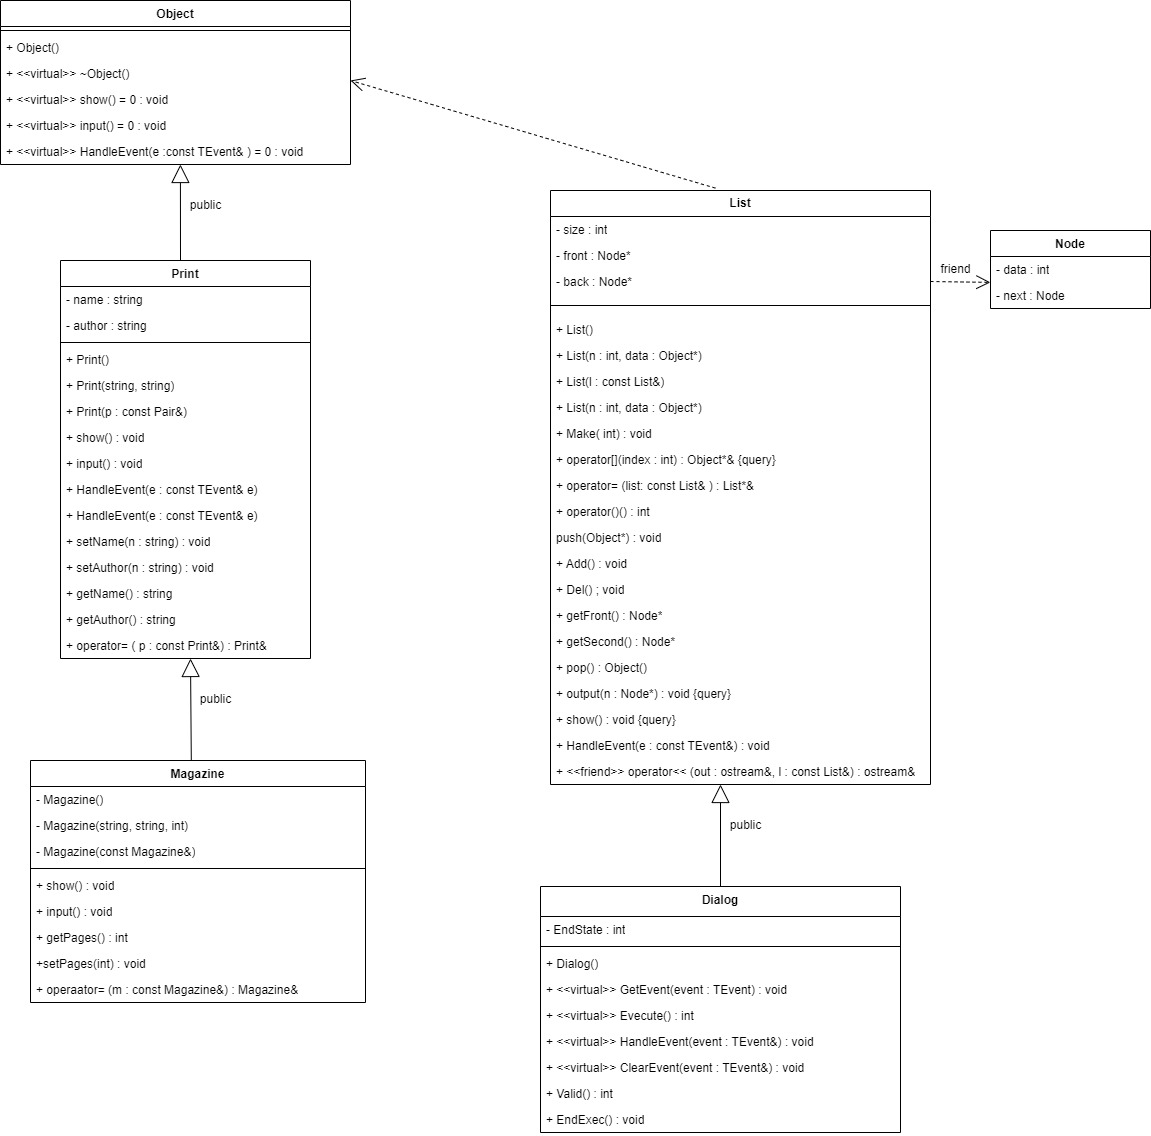 Object
+ Object()
+ <<virtual>> ~Object()
+ <<virtual>> show() = 0 : void
+ <<virtual>> input() = 0 : void
+ <<virtual>> HandleEvent(e :const TEvent& ) = 0 : void
public
Print
- name : string
- author : string
+ Print()
+ Print(string, string)
+ Print(p : const Pair&)
+ show() : void
+ input() : void
+ HandleEvent(e : const TEvent& e)
+ HandleEvent(e : const TEvent& e)
+ setName(n : string) : void
+ setAuthor(n : string) : void
+ getName() : string
+ getAuthor() : string
+ operator= ( p : const Print&) : Print&
public
Magazine
- Magazine()
- Magazine(string, string, int)
- Magazine(const Magazine&)
+ show() : void
+ input() : void
+ getPages() : int
+setPages(int) : void
+ operaator= (m : const Magazine&) : Magazine&
List
- size : int
- front : Node*
- back : Node*
+ List()
+ List(n : int, data : Object*)
+ List(l : const List&)
+ List(n : int, data : Object*)
+ Make( int) : void
+ operator[](index : int) : Object*& {query}
+ operator= (list: const List& ) : List*&
+ operator()() : int
push(Object*) : void
+ Add() : void
+ Del() ; void
+ getFront() : Node*
+ getSecond() : Node*
+ pop() : Object()
+ output(n : Node*) : void {query}
+ show() : void {query}
+ HandleEvent(e : const TEvent&) : void
+ <<friend>> operator<< (out : ostream&, l : const List&) : ostream&
friend
Node
- data : int
- next : Node
public
Dialog
- EndState : int
+ Dialog()
+ <<virtual>> GetEvent(event : TEvent) : void
+ <<virtual>> Evecute() : int
+ <<virtual>> HandleEvent(event : TEvent&) : void
+ <<virtual>> ClearEvent(event : TEvent&) : void
+ Valid() : int
+ EndExec() : void